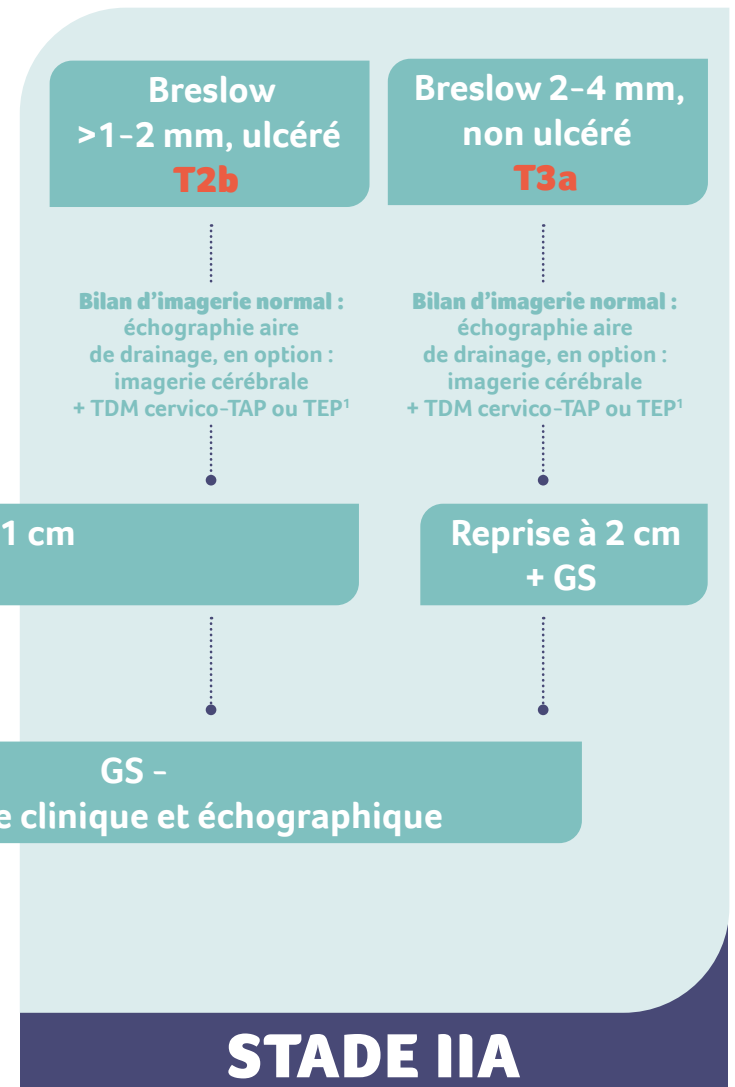 Breslow
>1-2 mm, ulcéré
T2b
Breslow 2-4 mm,
non ulcéré
T3a
Bilan d'imagerie normal :
échographie aire
de drainage, en option :
imagerie cérébrale
+ TDM cervico-TAP ou TEP¹
Bilan d'imagerie normal :
échographie aire
de drainage, en option :
imagerie cérébrale
+ TDM cervico-TAP ou TEP¹
1 cm
Reprise à 2 cm
+ GS
GS -
e clinique et échographique
STADE IIA